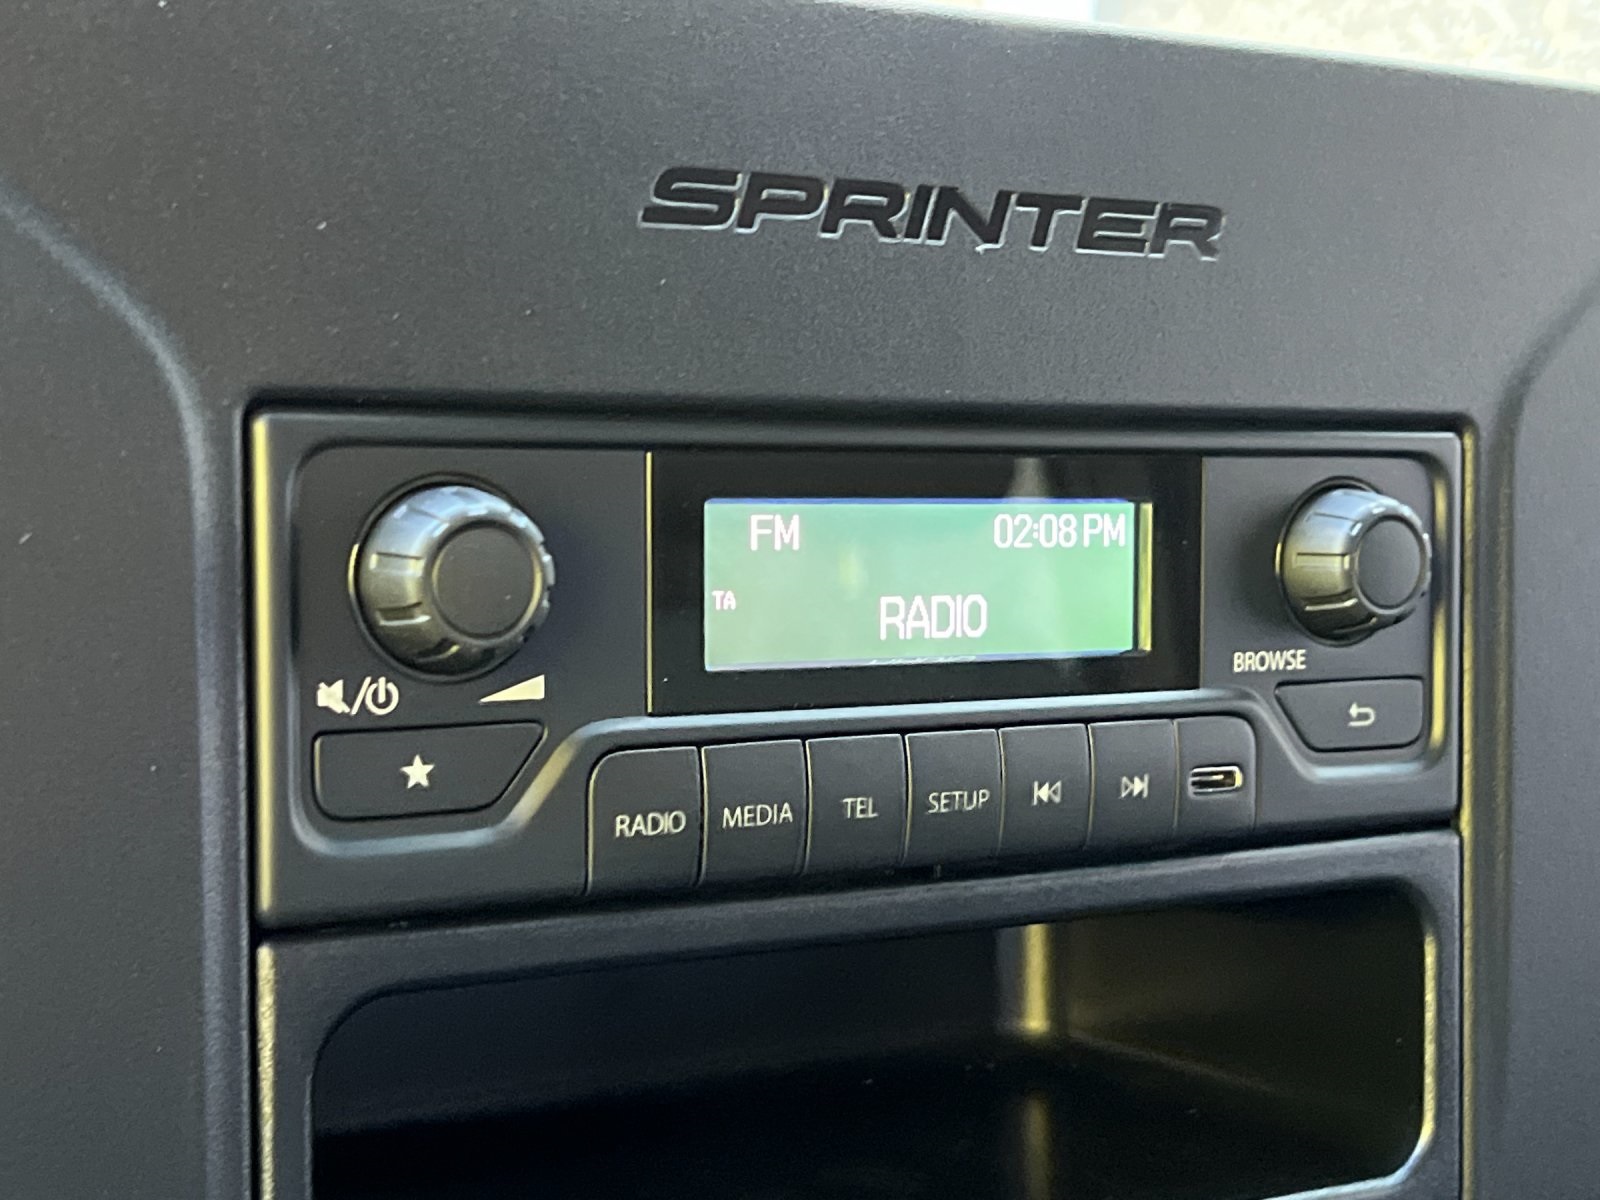 SPRINTER
FM 02:08 PM
TA
RADIO
BROWSE
RADIO MEDIA TEL SETUP